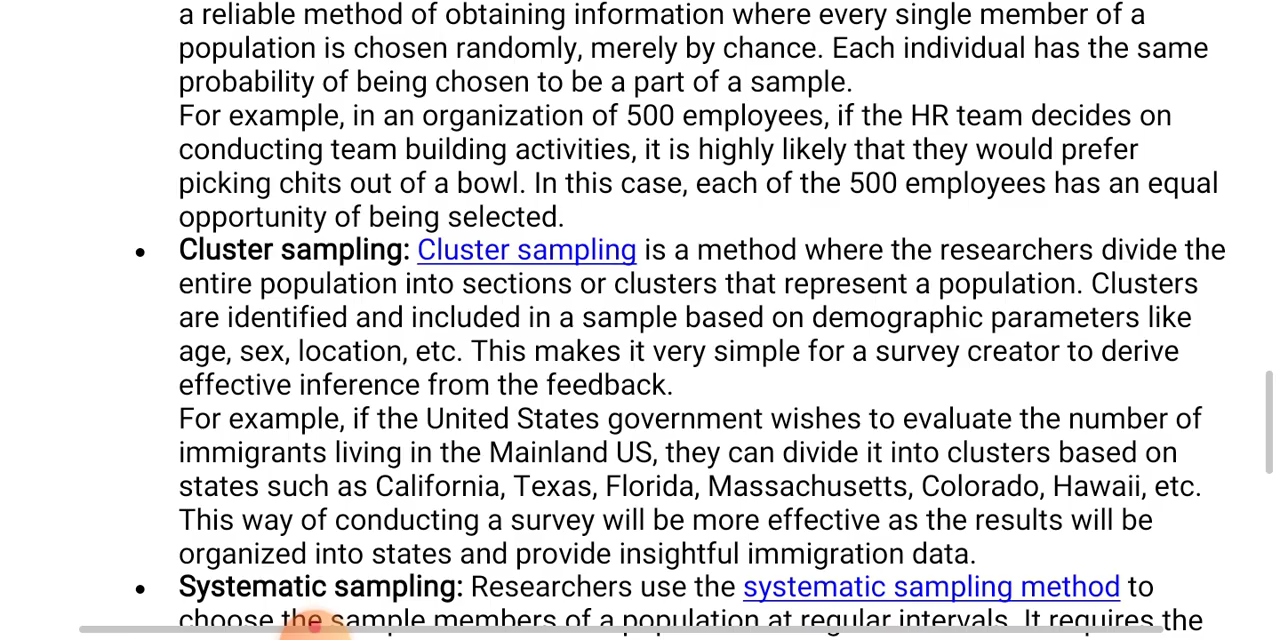 a reliable method of obtaining information where every single member of a
population is chosen randomly, merely by chance. Each individual has the same
probability of being chosen to be a part of a sample.
For example, in an organization of 500 employees, if the HR team decides on
conducting team building activities, it is highly likely that they would prefer
picking chits out of a bowl. In this case, each of the 500 employees has an equal
opportunity of being selected.
• Cluster sampling: Cluster sampling is a method where the researchers divide the
entire population into sections or clusters that represent a population. Clusters
are identified and included in a sample based on demographic parameters like
age, sex, location, etc. This makes it very simple for a survey creator to derive
effective inference from the feedback.
For example, if the United States government wishes to evaluate the number of
immigrants living in the Mainland US, they can divide it into clusters based on
states such as California, Texas, Florida, Massachusetts, Colorado, Hawaii, etc.
This way of conducting a survey will be more effective as the results will be
organized into states and provide insightful immigration data.
• Systematic sampling: Researchers use the systematic sampling method to
choose the sample members of a population at regular intervals. It requires the